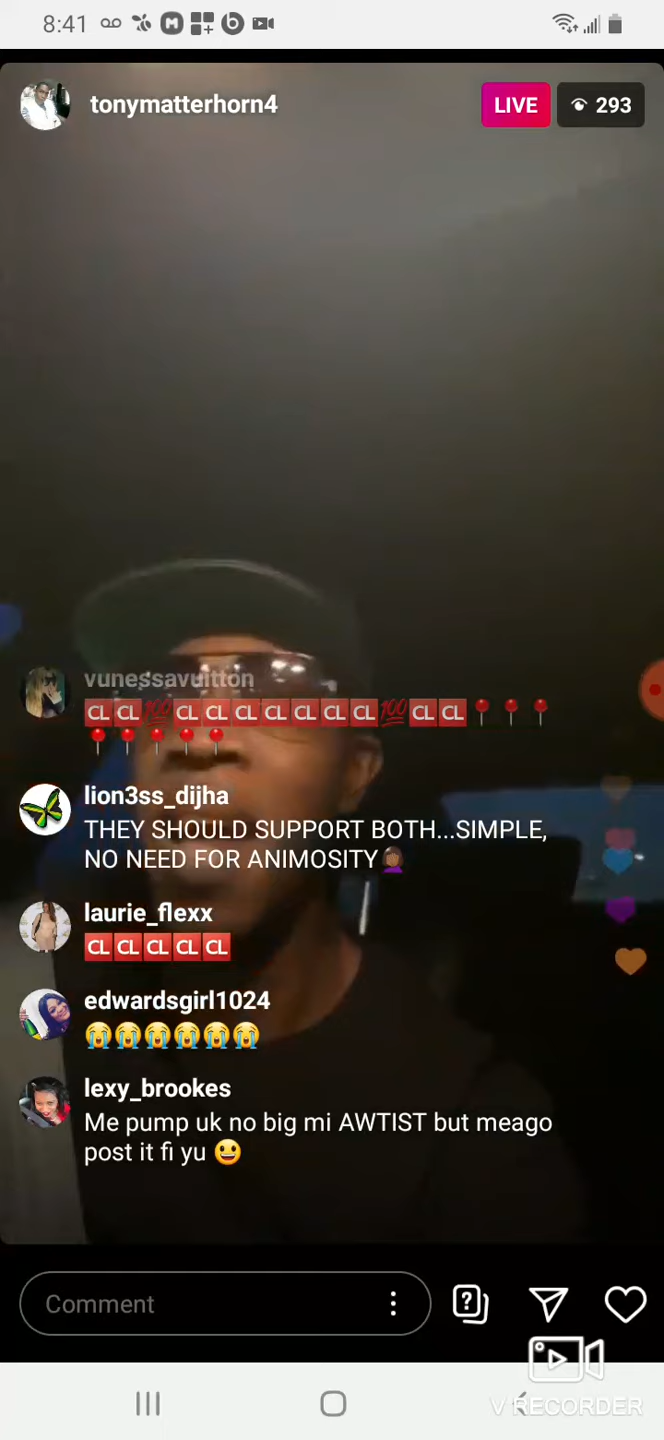 8:41
tonymatterhorn4
LIVE
293
vunessavuitton
🆑🆑💯🆑🆑🆑🆑🆑🆑🆑💯🆑🆑📍📍📍
📍📍📍📍📍
lion3ss_dijha
THEY SHOULD SUPPORT BOTH...SIMPLE,
NO NEED FOR ANIMOSITY🤦🏾‍♀️
laurie_flexx
🆑🆑🆑🆑🆑
edwardsgirl1024
😭😭😭😭😭😭
lexy_brookes
Me pump uk no big mi AWTIST but meago
post it fi yu 😀
Comment
V RECORDER